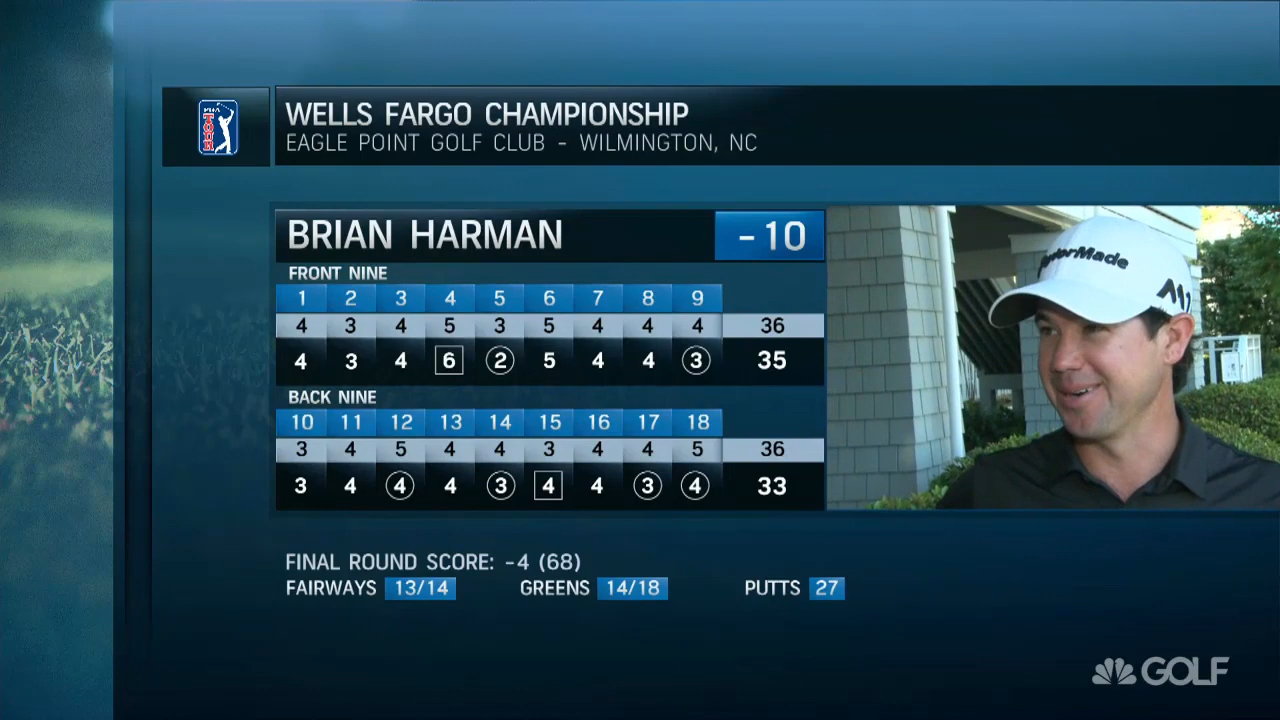 PGA TOUR
WELLS FARGO CHAMPIONSHIP
EAGLE POINT GOLF CLUB - WILMINGTON, NC
BRIAN HARMAN -10
FRONT NINE
1 2 3 4 5 6 7 8 9
4 3 4 5 3 5 4 4 4 36
4 3 4 6 2 5 4 4 3 35
BACK NINE
10 11 12 13 14 15 16 17 18
3 4 5 4 4 3 4 4 5 36
3 4 4 4 3 4 4 3 4 33
TaylorMade
M1
FINAL ROUND SCORE: -4 (68)
FAIRWAYS 13/14 GREENS 14/18 PUTTS 27
GOLF